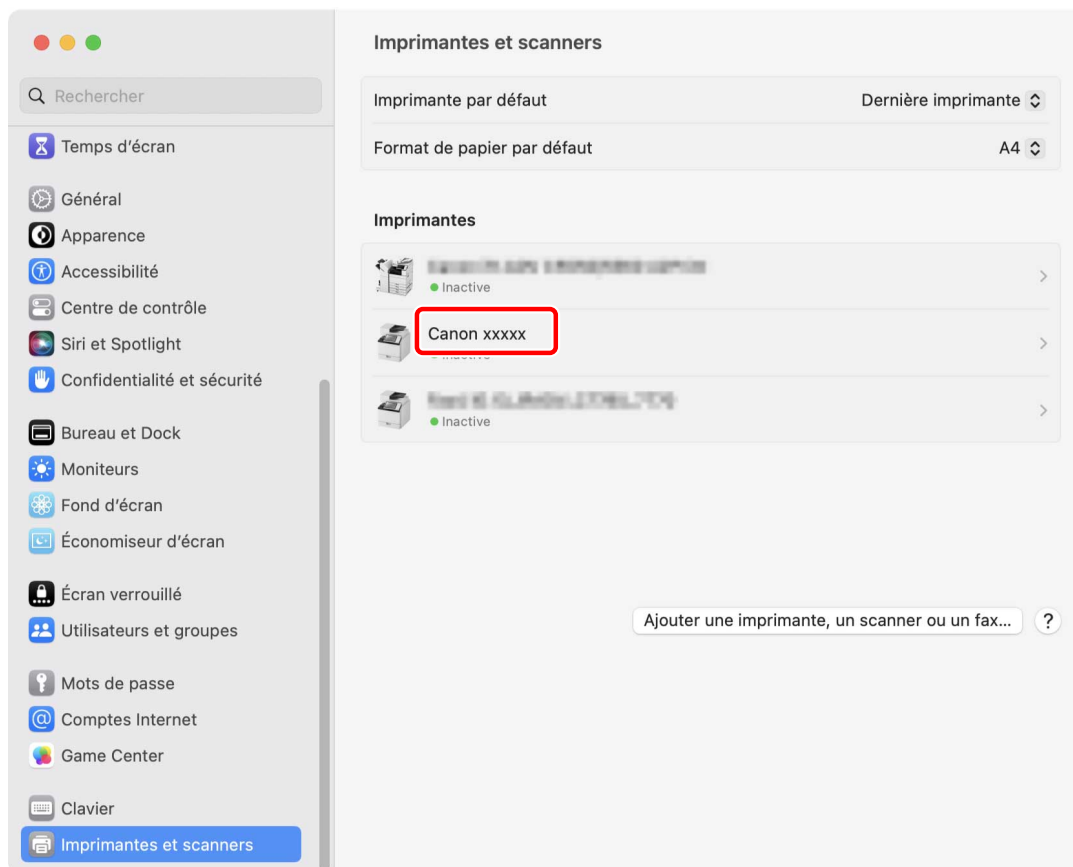 Rechercher
Temps d'écran
Général
Apparence
Accessibilité
Centre de contrôle
Siri et Spotlight
Confidentialité et sécurité
Bureau et Dock
Moniteurs
Fond d'écran
Économiseur d'écran
Écran verrouillé
Utilisateurs et groupes
Mots de passe
Comptes Internet
Game Center
Clavier
Imprimantes et scanners
Imprimantes et scanners
Imprimante par défaut Dernière imprimante
Format de papier par défaut A4
Imprimantes
Inactive
Canon xxxxx
Inactive
Ajouter une imprimante, un scanner ou un fax...
?